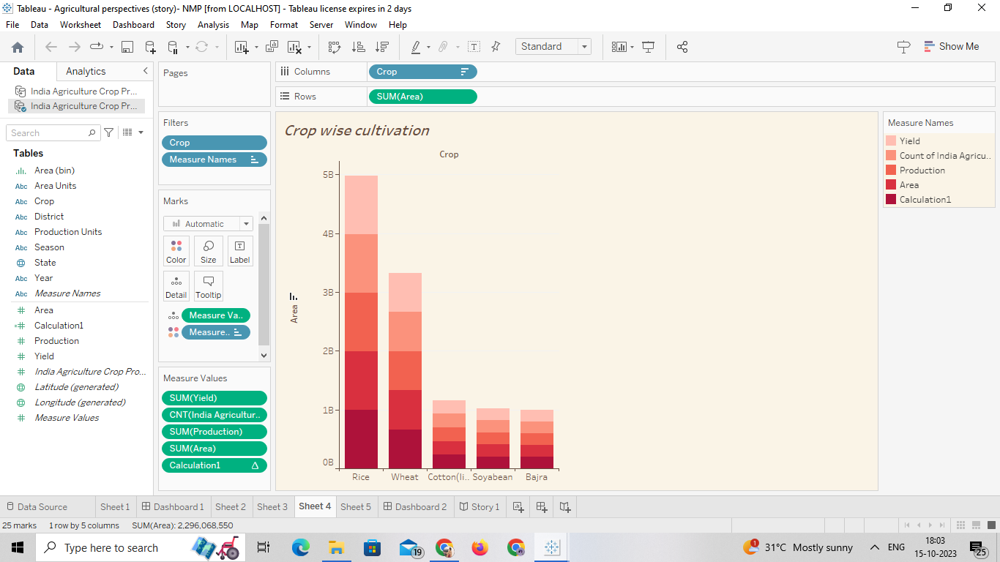 Tableau - Agricultural perspectives (story)- NMP [from LOCALHOST] - Tableau license expires in 2 days
File Data Worksheet Dashboard Story Analysis Map Format Server Window Help
Standard
Show Me
Data Analytics
India Agriculture Crop Pr...
India Agriculture Crop Pr...
Search
Tables
Area (bin)
Abc Area Units
Abc Crop
Abc District
Abc Production Units
Abc Season
State
Abc Year
Abc Measure Names
Area
Calculation1
Production
Yield
India Agriculture Crop Pro...
Latitude (generated)
Longitude (generated)
Measure Values
Pages
Filters
Crop
Measure Names
Marks
Automatic
Color Size Label
Detail Tooltip
Measure Va..
Measure..
Measure Values
SUM(Yield)
CNT(India Agricultur..
SUM(Production)
SUM(Area)
Calculation1
Columns Crop
Rows SUM(Area)
Crop wise cultivation
Crop
5B
4B
3B
2B
1B
0B
Area
Rice Wheat Cotton(li.. Soyabean Bajra
Measure Names
Yield
Count of India Agricu..
Production
Area
Calculation1
Data Source Sheet 1 Dashboard 1 Sheet 2 Sheet 3 Sheet 4 Sheet 5 Dashboard 2 Story 1
25 marks 1 row by 5 columns SUM(Area): 2,296,068,550
Type here to search
19
1
31°C Mostly sunny
ENG
18:03
15-10-2023
25